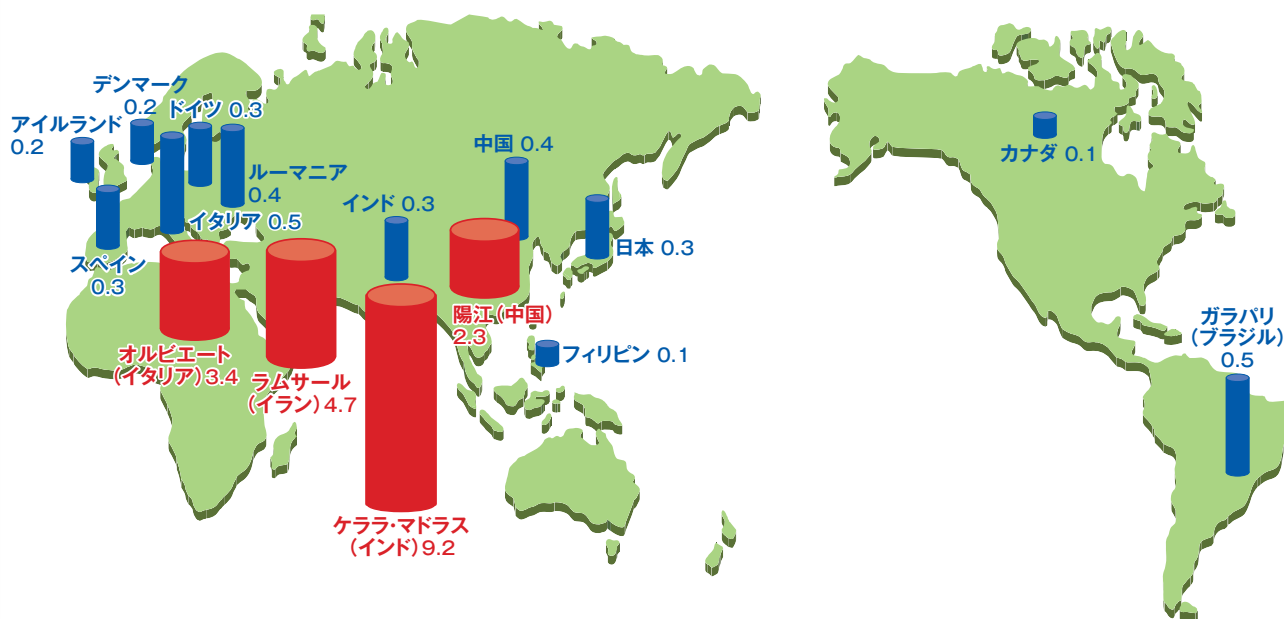 デンマーク
0.2
ドイツ 0.3
アイルランド
0.2
ルーマニア
0.4
イタリア 0.5
スペイン
0.3
インド 0.3
中国 0.4
日本 0.3
オルビエート
(イタリア)3.4
ラムサール
(イラン)4.7
ケララ・マドラス
(インド)9.2
陽江(中国)
2.3
フィリピン 0.1
カナダ 0.1
ガラパリ
(ブラジル)
0.5